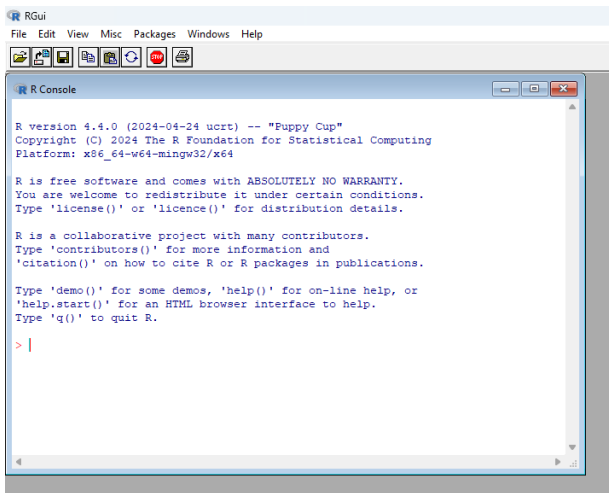 RGui
File Edit View Misc Packages Windows Help
STOP
R Console
R version 4.4.0 (2024-04-24 ucrt) -- "Puppy Cup"
Copyright (C) 2024 The R Foundation for Statistical Computing
Platform: x86_64-w64-mingw32/x64
R is free software and comes with ABSOLUTELY NO WARRANTY.
You are welcome to redistribute it under certain conditions.
Type 'license()' or 'licence()' for distribution details.
R is a collaborative project with many contributors.
Type 'contributors()' for more information and
'citation()' on how to cite R or R packages in publications.
Type 'demo()' for some demos, 'help()' for on-line help, or
'help.start()' for an HTML browser interface to help.
Type 'q()' to quit R.
>